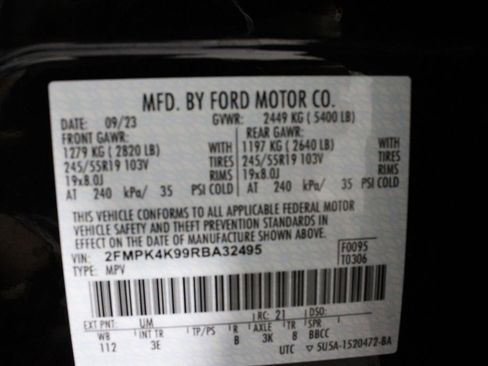 MFD. BY FORD MOTOR CO.
DATE: 09/23 GVWR: 2449 KG ( 5400 LB)
FRONT GAWR: REAR GAWR:
1279 KG ( 2820 LB) WITH 1197 KG ( 2640 LB) WITH
245/55R19 103V TIRES 245/55R19 103V TIRES
19x8.0J RIMS 19x8.0J RIMS
AT 240 kPa/ 35 PSI COLD AT 240 kPa/ 35 PSI COLD
THIS VEHICLE CONFORMS TO ALL APPLICABLE FEDERAL MOTOR
VEHICLE SAFETY AND THEFT PREVENTION STANDARDS IN
EFFECT ON THE DATE OF MANUFACTURE SHOWN ABOVE.
VIN: 2FMPK4K99RBA32495 F0095
TYPE: MPV T0306
EXT PNT: UM RC: 21 DSO:
WB INT TR TP/PS R AXLE TR SPR
112 3E B 3K 8 BBCC
UTC 5U5A-1520472-BA